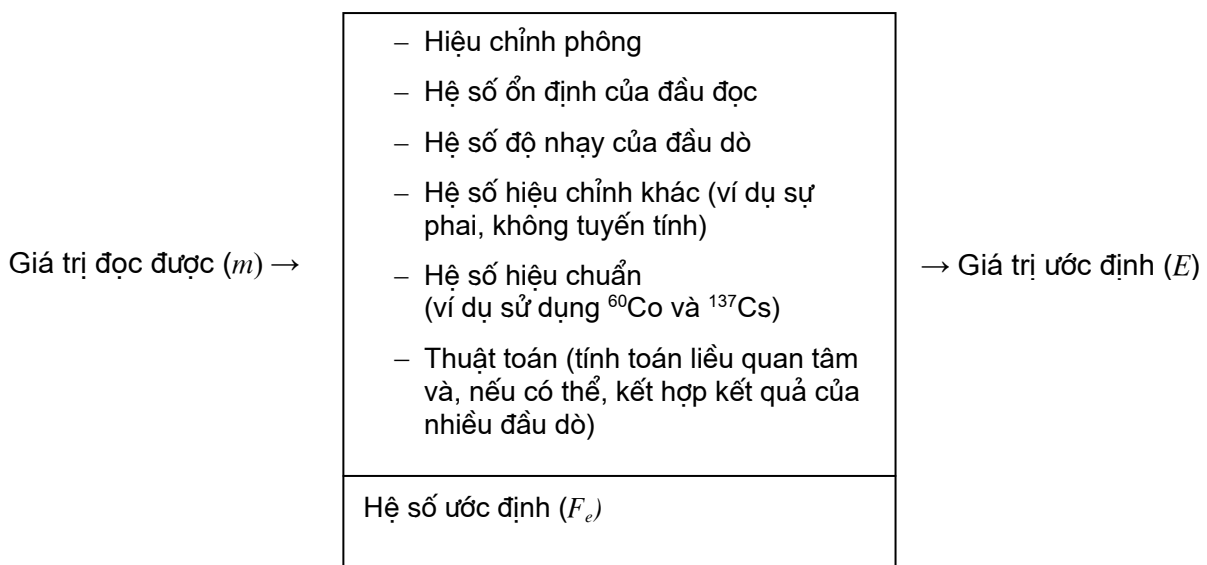 – Hiệu chỉnh phông
– Hệ số ổn định của đầu đọc
– Hệ số độ nhạy của đầu dò
– Hệ số hiệu chỉnh khác (ví dụ sự
phai, không tuyến tính)
Giá trị đọc được (m) →
– Hệ số hiệu chuẩn
(ví dụ sử dụng ⁶⁰Co và ¹³⁷Cs)
– Thuật toán (tính toán liều quan tâm
và, nếu có thể, kết hợp kết quả của
nhiều đầu dò)
→ Giá trị ước định (E)
Hệ số ước định (Fₑ)